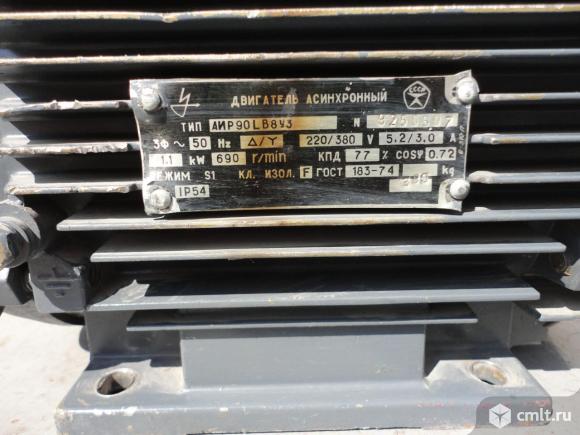 ДВИГАТЕЛЬ АСИНХРОННЫЙ СССР
ТИП АИР90LB8У3 N
3Ф ~ 50 Hz Δ/Y 220/380 V 5.2/3.0 A
1.1 kW 690 r/min КПД 77 % COSφ 0.72
РЕЖИМ S1 КЛ. ИЗОЛ. F ГОСТ 183-74 kg
IP54
cmlt.ru